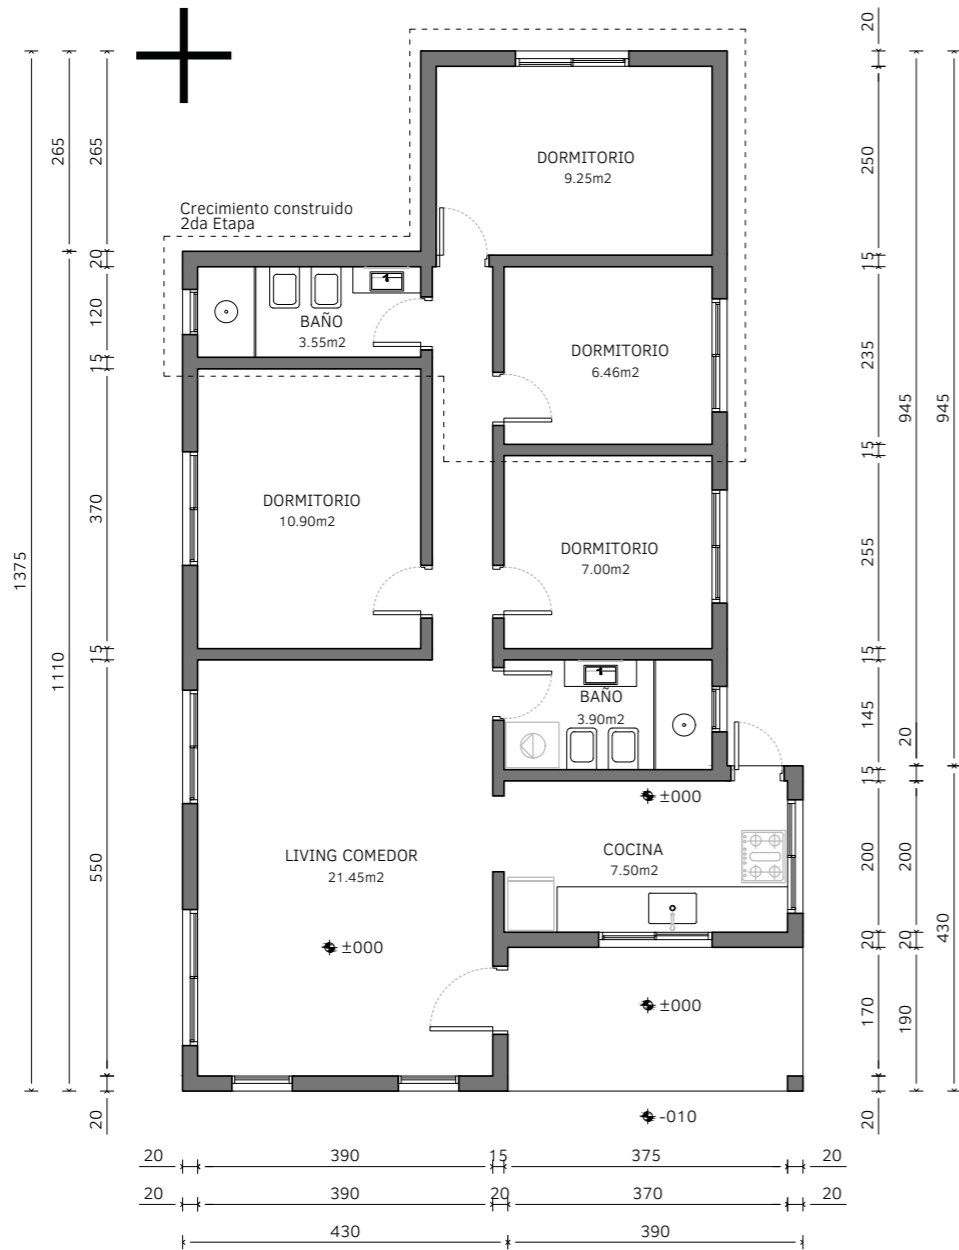 20
265
265
250
DORMITORIO
9.25m2
Crecimiento construido
2da Etapa
20
15
120
BAÑO
3.55m2
DORMITORIO
6.46m2
235
15
945
945
15
370
DORMITORIO
10.90m2
DORMITORIO
7.00m2
255
1375
1110
15
15
BAÑO
3.90m2
145
20
15
±000
550
LIVING COMEDOR
21.45m2
COCINA
7.50m2
200
200
430
±000
20
20
±000
170
190
20
-010
20
20
390
15
375
20
20
390
20
370
20
430
390